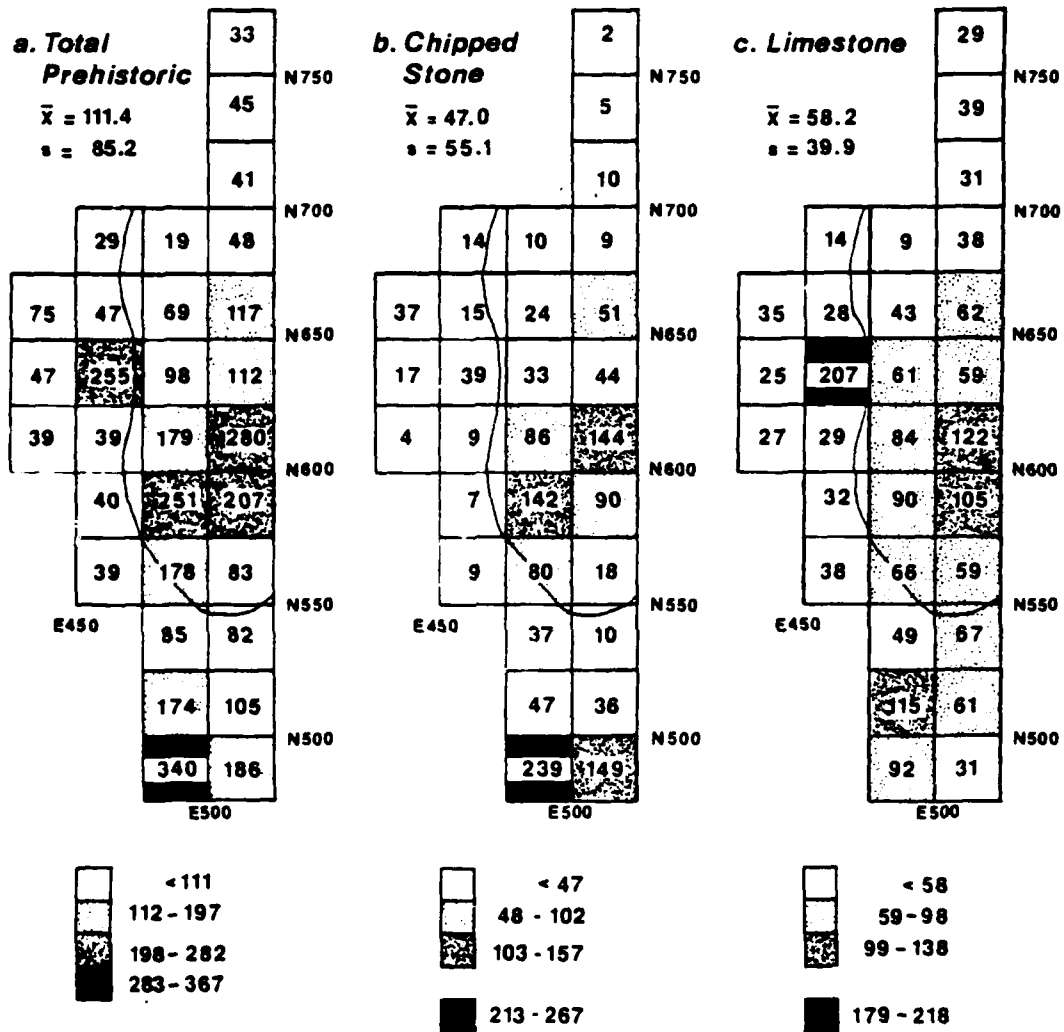 a. Total
Prehistoric
x̄ = 111.4
s = 85.2
33
N750
45
41
N700
29 19 48
75 47 69 117
N650
47 255 98 112
39 39 179 280
N600
40 251 207
39 178 83
N550
E450
85 82
174 105
N500
340 186
E500
<111
112-197
198-282
283-367
b. Chipped
Stone
x̄ = 47.0
s = 55.1
2
N750
5
10
N700
14 10 9
37 15 24 51
N650
17 39 33 44
4 9 86 144
N600
7 142 90
9 80 18
N550
E450
37 10
47 36
N500
239 149
E500
< 47
48 - 102
103 - 157
213 - 267
c. Limestone
x̄ = 58.2
s = 39.9
29
N750
39
31
N700
14 9 38
35 28 43 62
N650
25 207 61 59
27 29 84 122
N600
32 90 105
38 66 59
N550
E450
49 67
115 61
N500
92 31
E500
< 58
59-98
99-138
179-218